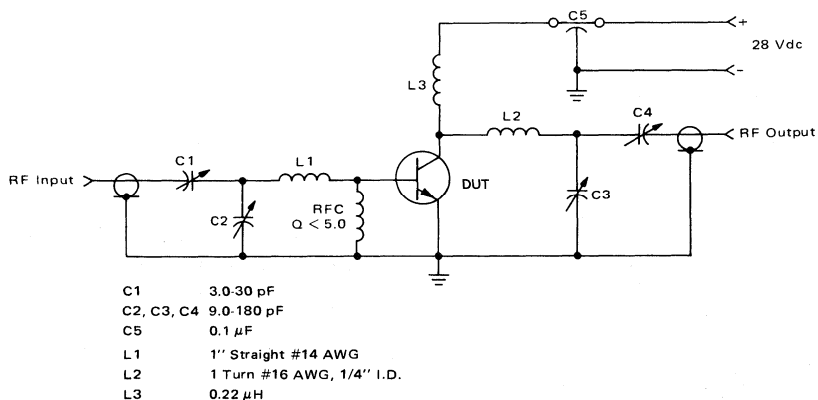 C5
+
28 Vdc
−
L3
L2
C4
RF Output
C1
L1
RF Input
DUT
C2
RFC
Q < 5.0
C3
C1 3.0-30 pF
C2, C3, C4 9.0-180 pF
C5 0.1 μF
L1 1'' Straight #14 AWG
L2 1 Turn #16 AWG, 1/4'' I.D.
L3 0.22 μH